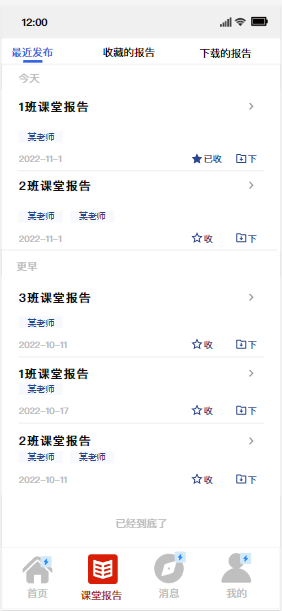 12:00
最近发布 收藏的报告 下载的报告
今天
1班课堂报告
某老师
2022-11-1 已收 下
2班课堂报告
某老师 某老师
2022-11-1 收 下
更早
3班课堂报告
某老师
2022-10-11 收 下
1班课堂报告
某老师
2022-10-17 收 下
2班课堂报告
某老师 某老师
2022-10-11 收 下
已经到底了
首页 课堂报告 消息 我的